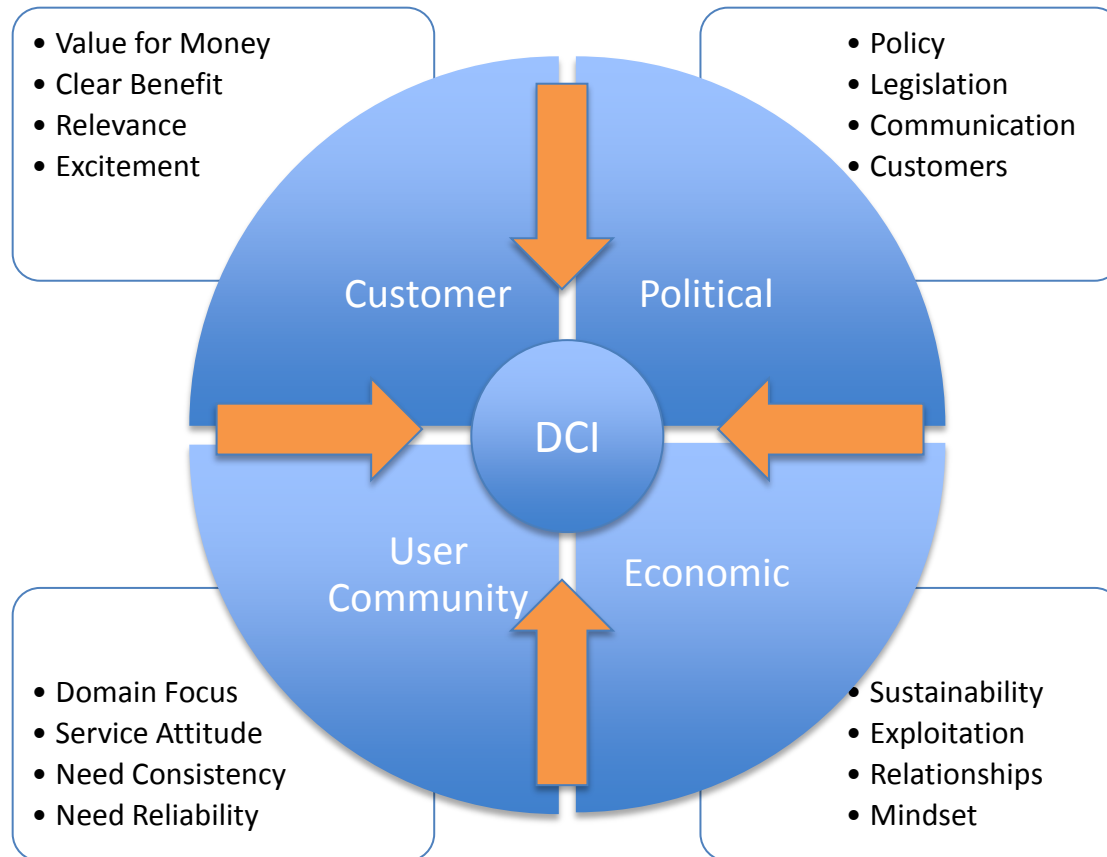 • Value for Money
• Clear Benefit
• Relevance
• Excitement
• Policy
• Legislation
• Communication
• Customers
Customer
Political
DCI
User
Community
Economic
• Domain Focus
• Service Attitude
• Need Consistency
• Need Reliability
• Sustainability
• Exploitation
• Relationships
• Mindset